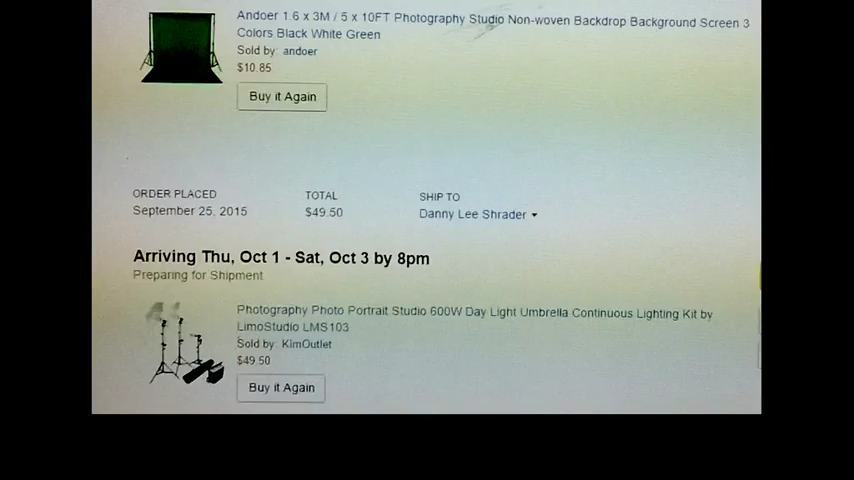 Andoer 1.6 x 3M / 5 x 10FT Photography Studio Non-woven Backdrop Background Screen 3
Colors Black White Green
Sold by: andoer
$10.85
Buy it Again
ORDER PLACED
September 25, 2015
TOTAL
$49.50
SHIP TO
Danny Lee Shrader
Arriving Thu, Oct 1 - Sat, Oct 3 by 8pm
Preparing for Shipment
Photography Photo Portrait Studio 600W Day Light Umbrella Continuous Lighting Kit by
LimoStudio LMS103
Sold by: KimOutlet
$49.50
Buy it Again